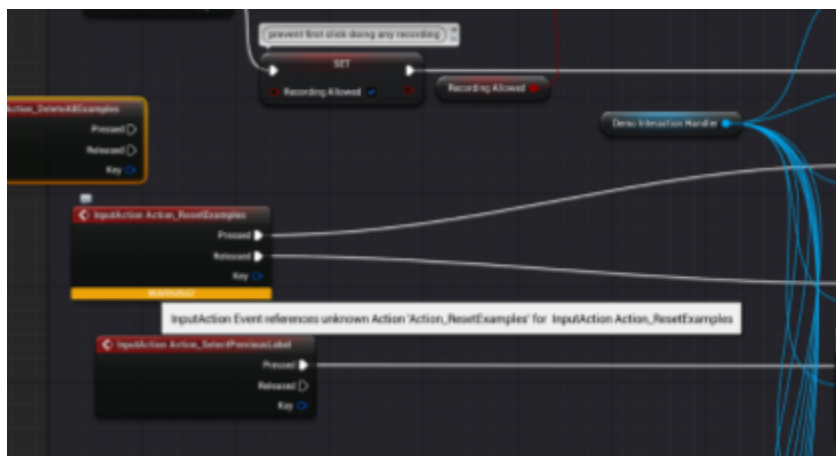 prevent first click doing any recording
SET
Recording Allowed
Recording Allowed
Demo Interaction Handler
Action_DeleteAllExamples
Pressed
Released
Key
InputAction Action_ResetExamples
Pressed
Released
Key
WARNING!
InputAction Event references unknown Action 'Action_ResetExamples' for InputAction Action_ResetExamples
InputAction Action_SelectPreviousLabel
Pressed
Released
Key